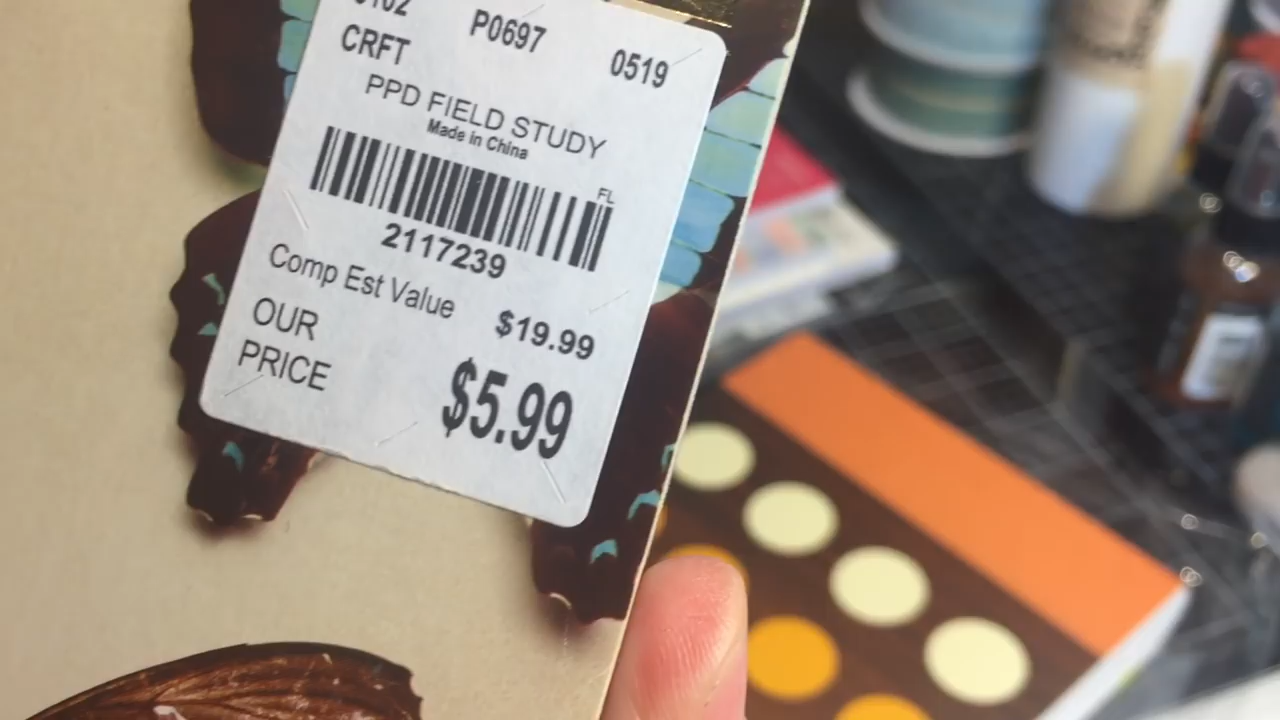 P0697
CRFT
0519
PPD FIELD STUDY
Made in China
FL
2117239
Comp Est Value
$19.99
OUR
PRICE
$5.99